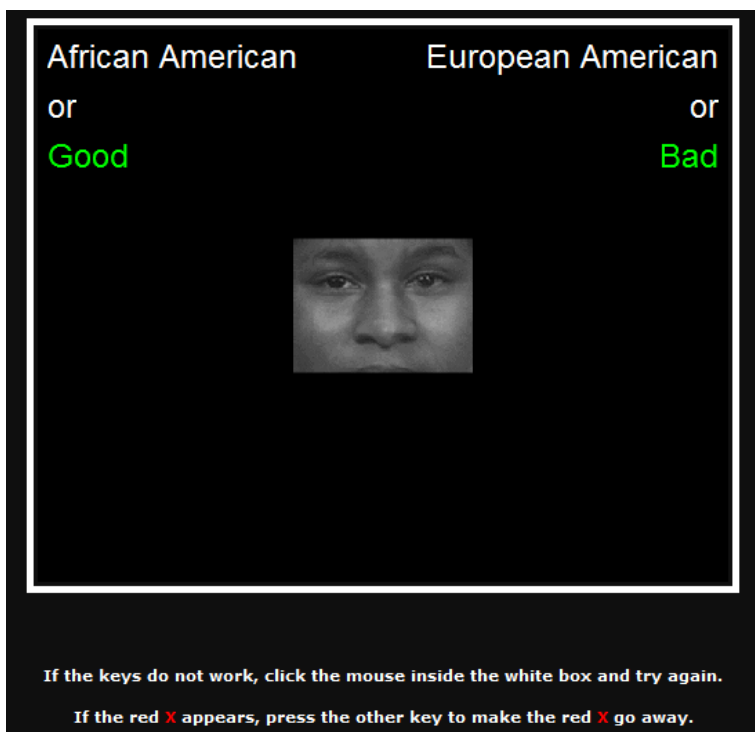 African American European American
or or
Good Bad
If the keys do not work, click the mouse inside the white box and try again.
If the red X appears, press the other key to make the red X go away.